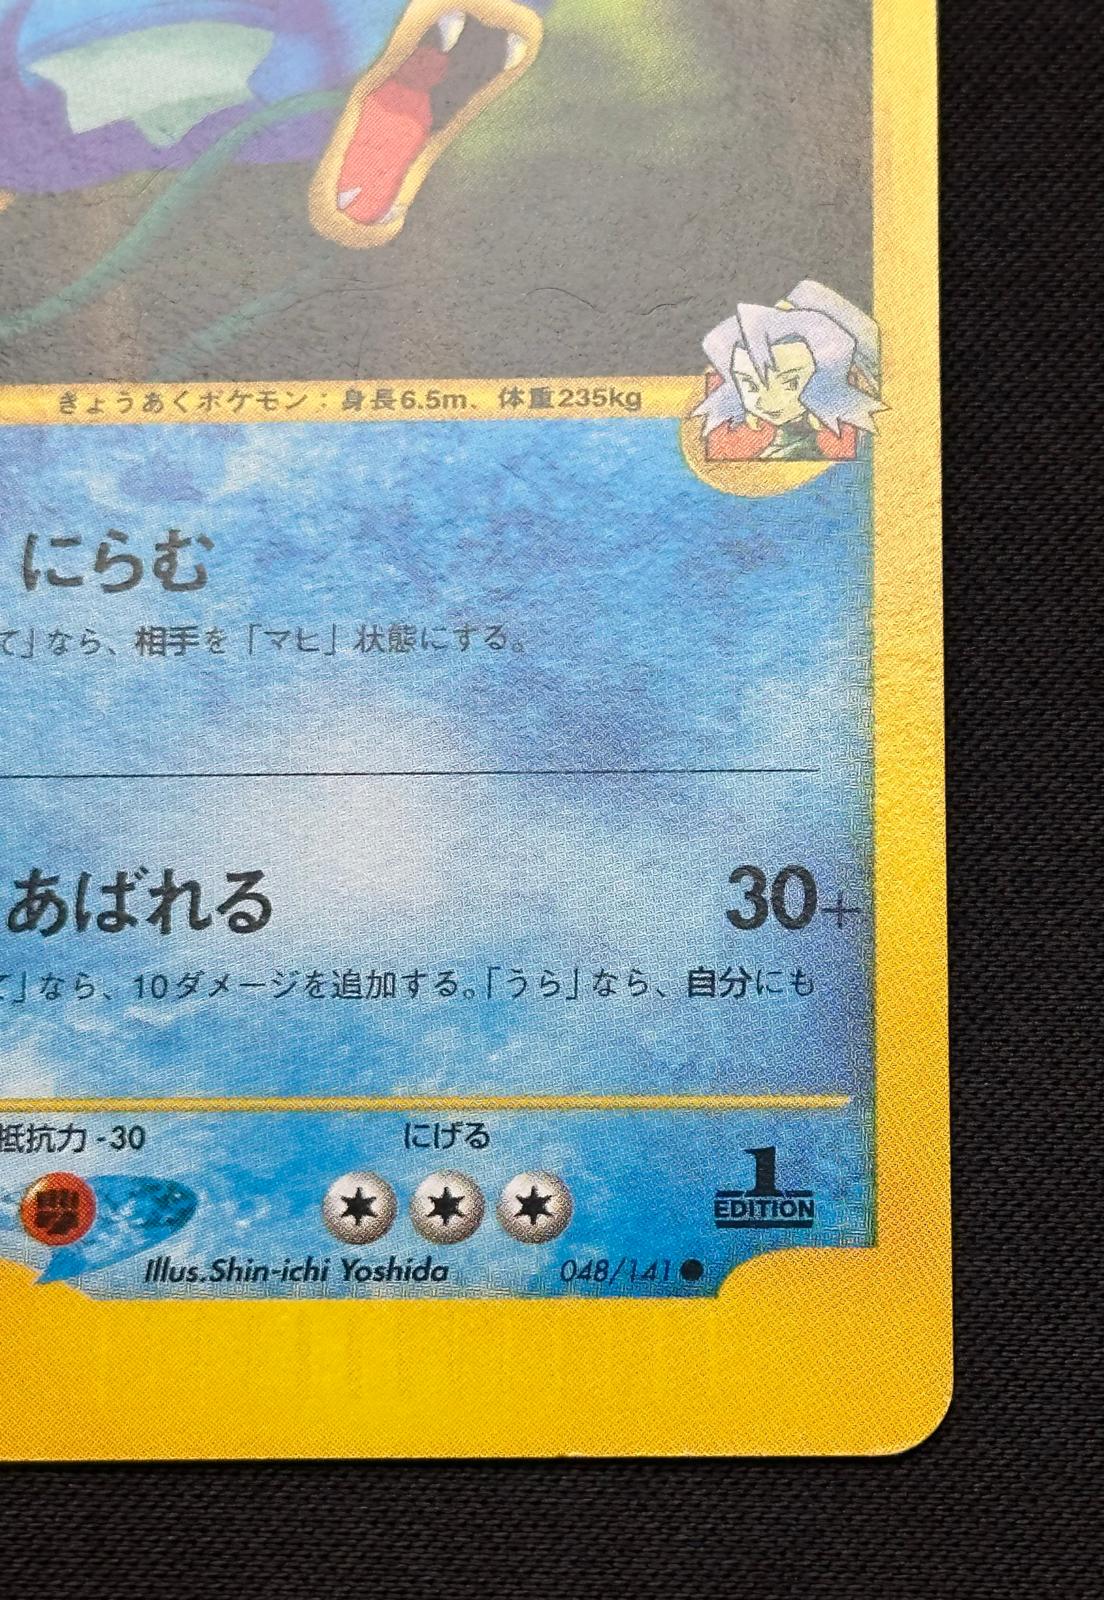 きょうあくポケモン：身長6.5m、体重235kg
にらむ
て」なら、相手を「マヒ」状態にする。
あばれる 30+
て」なら、10ダメージを追加する。「うら」なら、自分にも
抵抗力-30 にげる
1
EDITION
Illus.Shin-ichi Yoshida 048/141●